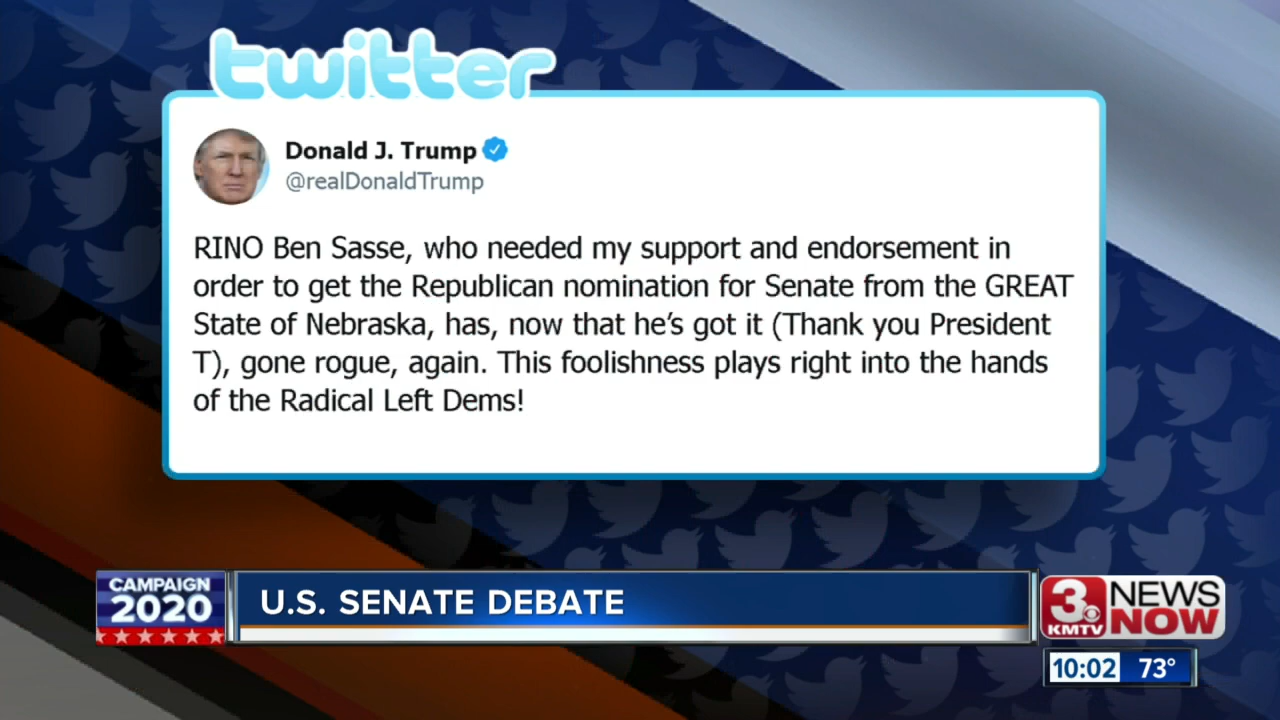 twitter
Donald J. Trump
@realDonaldTrump
RINO Ben Sasse, who needed my support and endorsement in
order to get the Republican nomination for Senate from the GREAT
State of Nebraska, has, now that he's got it (Thank you President
T), gone rogue, again. This foolishness plays right into the hands
of the Radical Left Dems!
CAMPAIGN
2020
U.S. SENATE DEBATE
3
KMTV
NEWS
NOW
10:02 73°